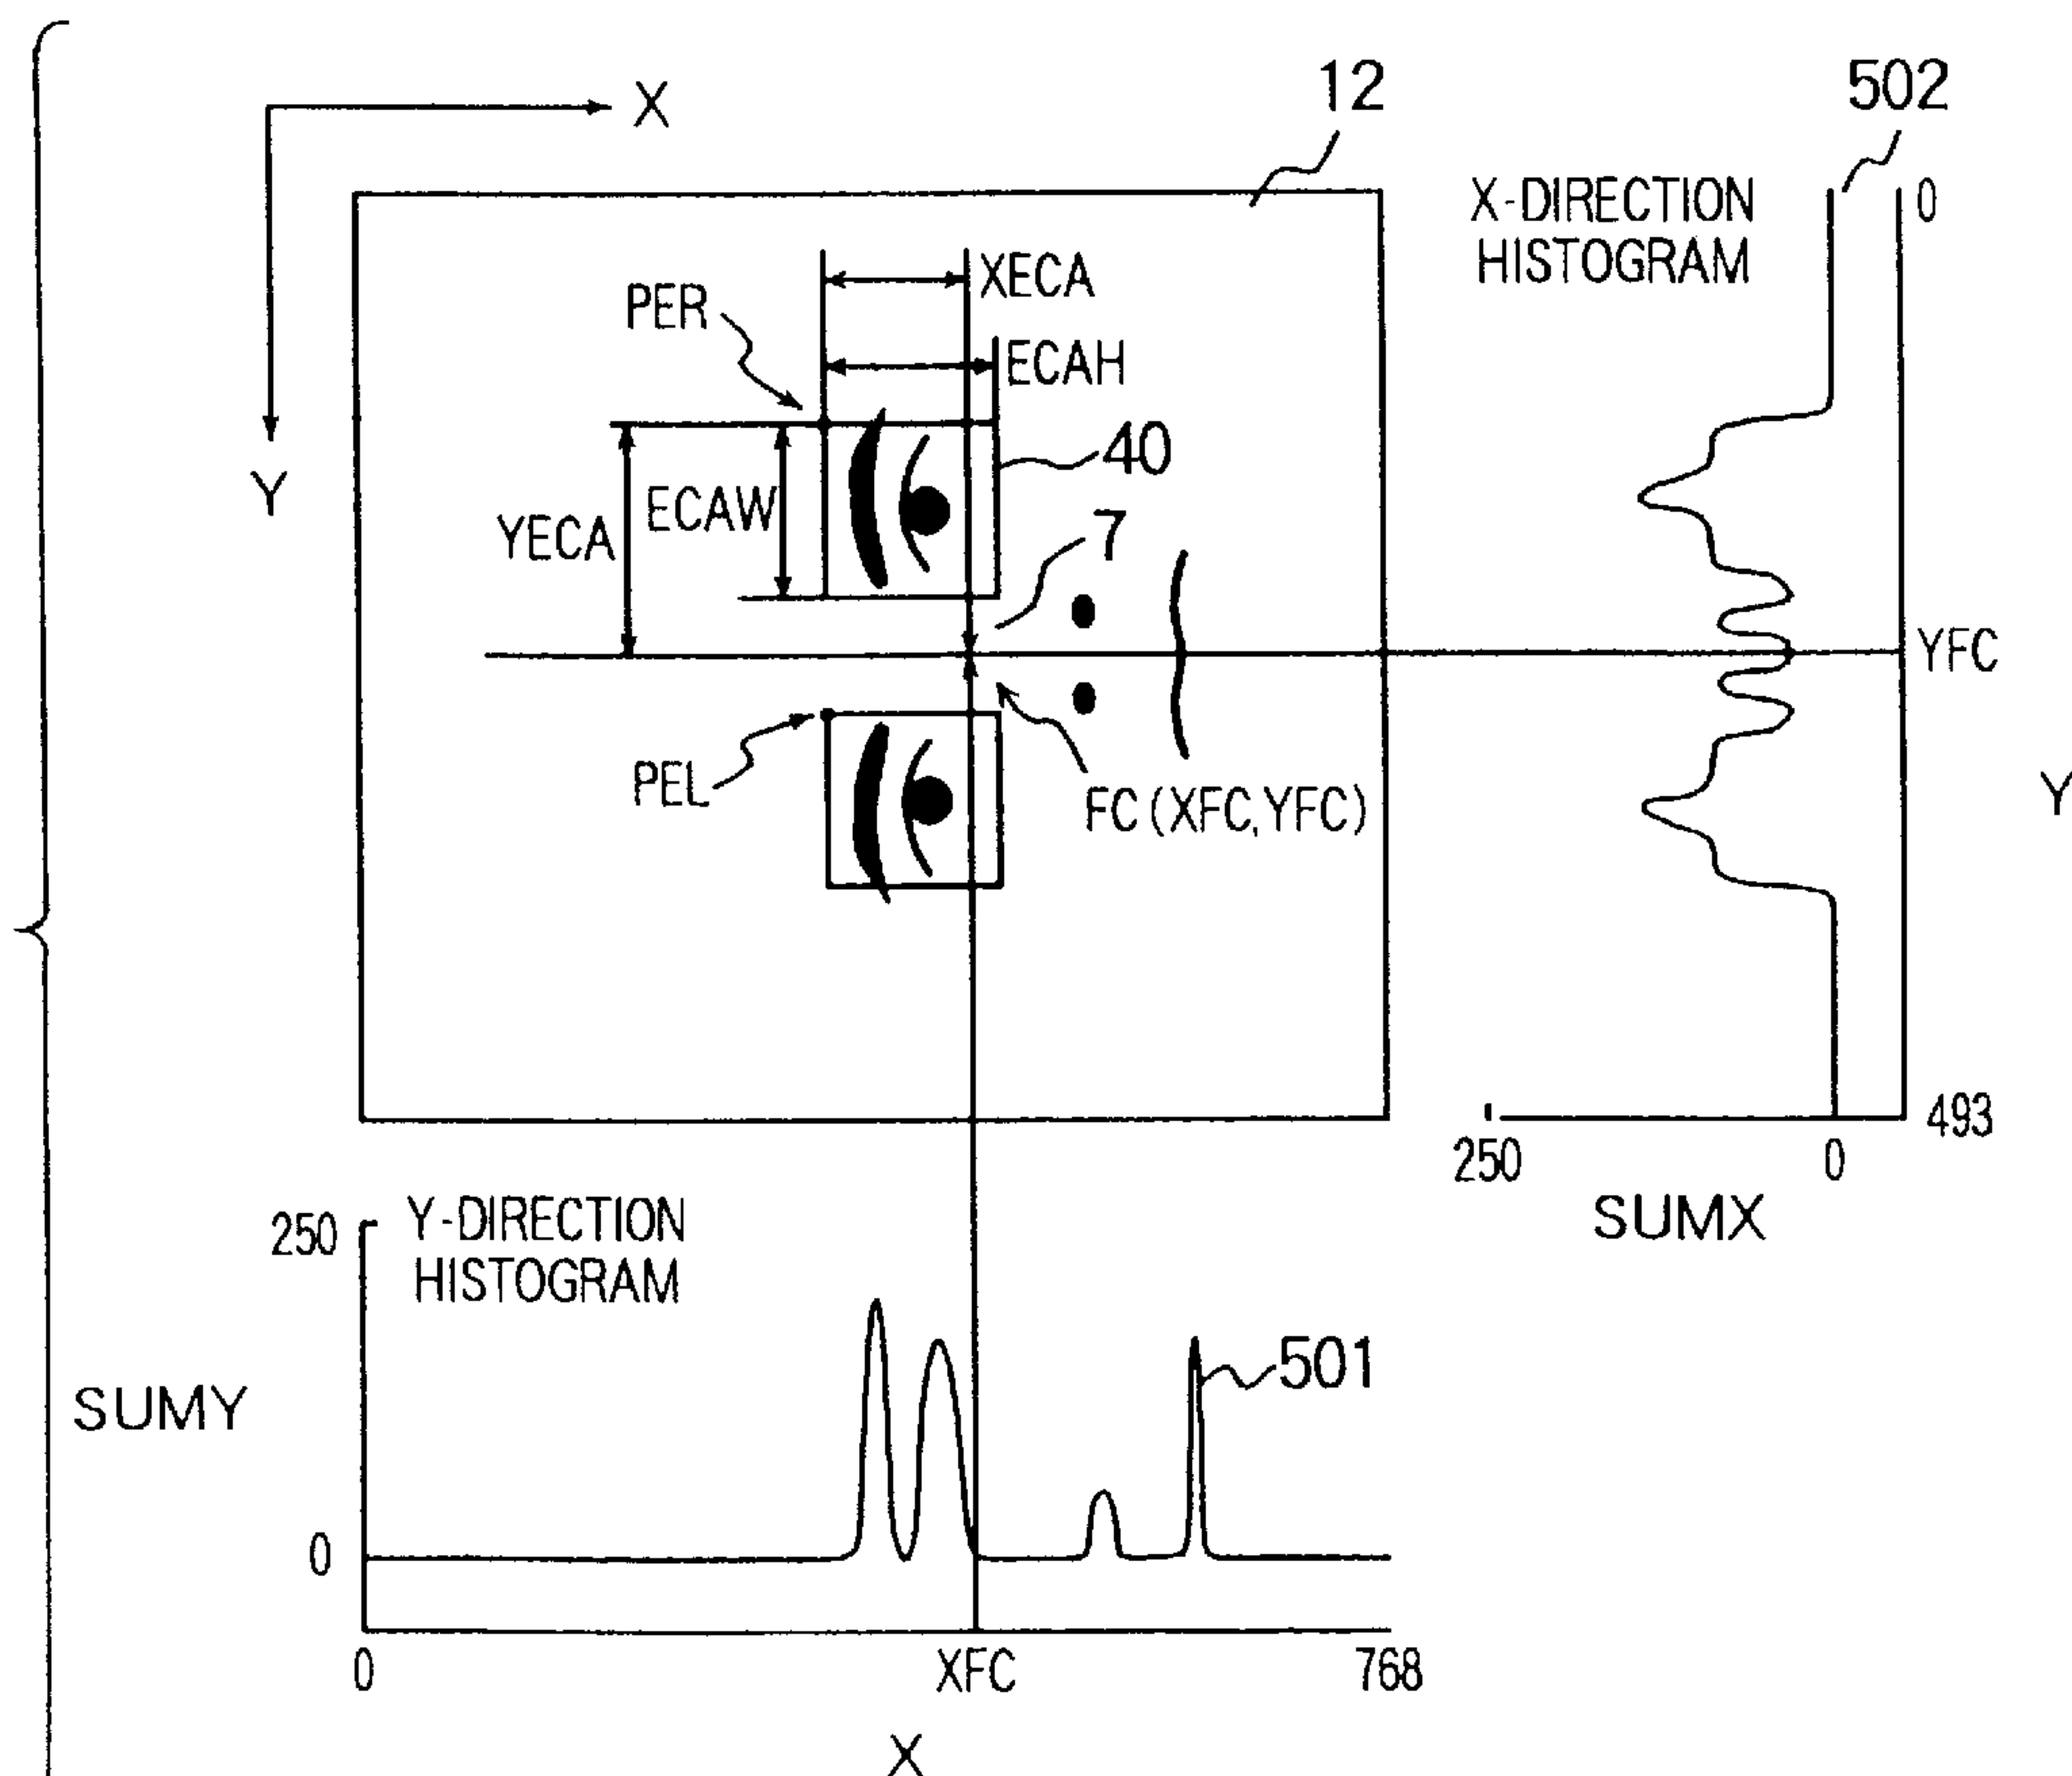 12
502
X
X-DIRECTION
HISTOGRAM
0
XECA
PER
ECAH
40
Y
ECAW
YECA
7
YFC
PEL
FC(XFC,YFC)
Y
493
250
0
SUMX
250
Y-DIRECTION
HISTOGRAM
501
SUMY
0
0
XFC
768
X